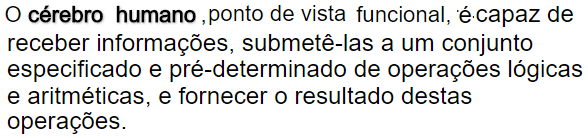 O cérebro humano ,ponto de vista funcional, é capaz de
receber informações, submetê-las a um conjunto
especificado e pré-determinado de operações lógicas
e aritméticas, e fornecer o resultado destas
operações.